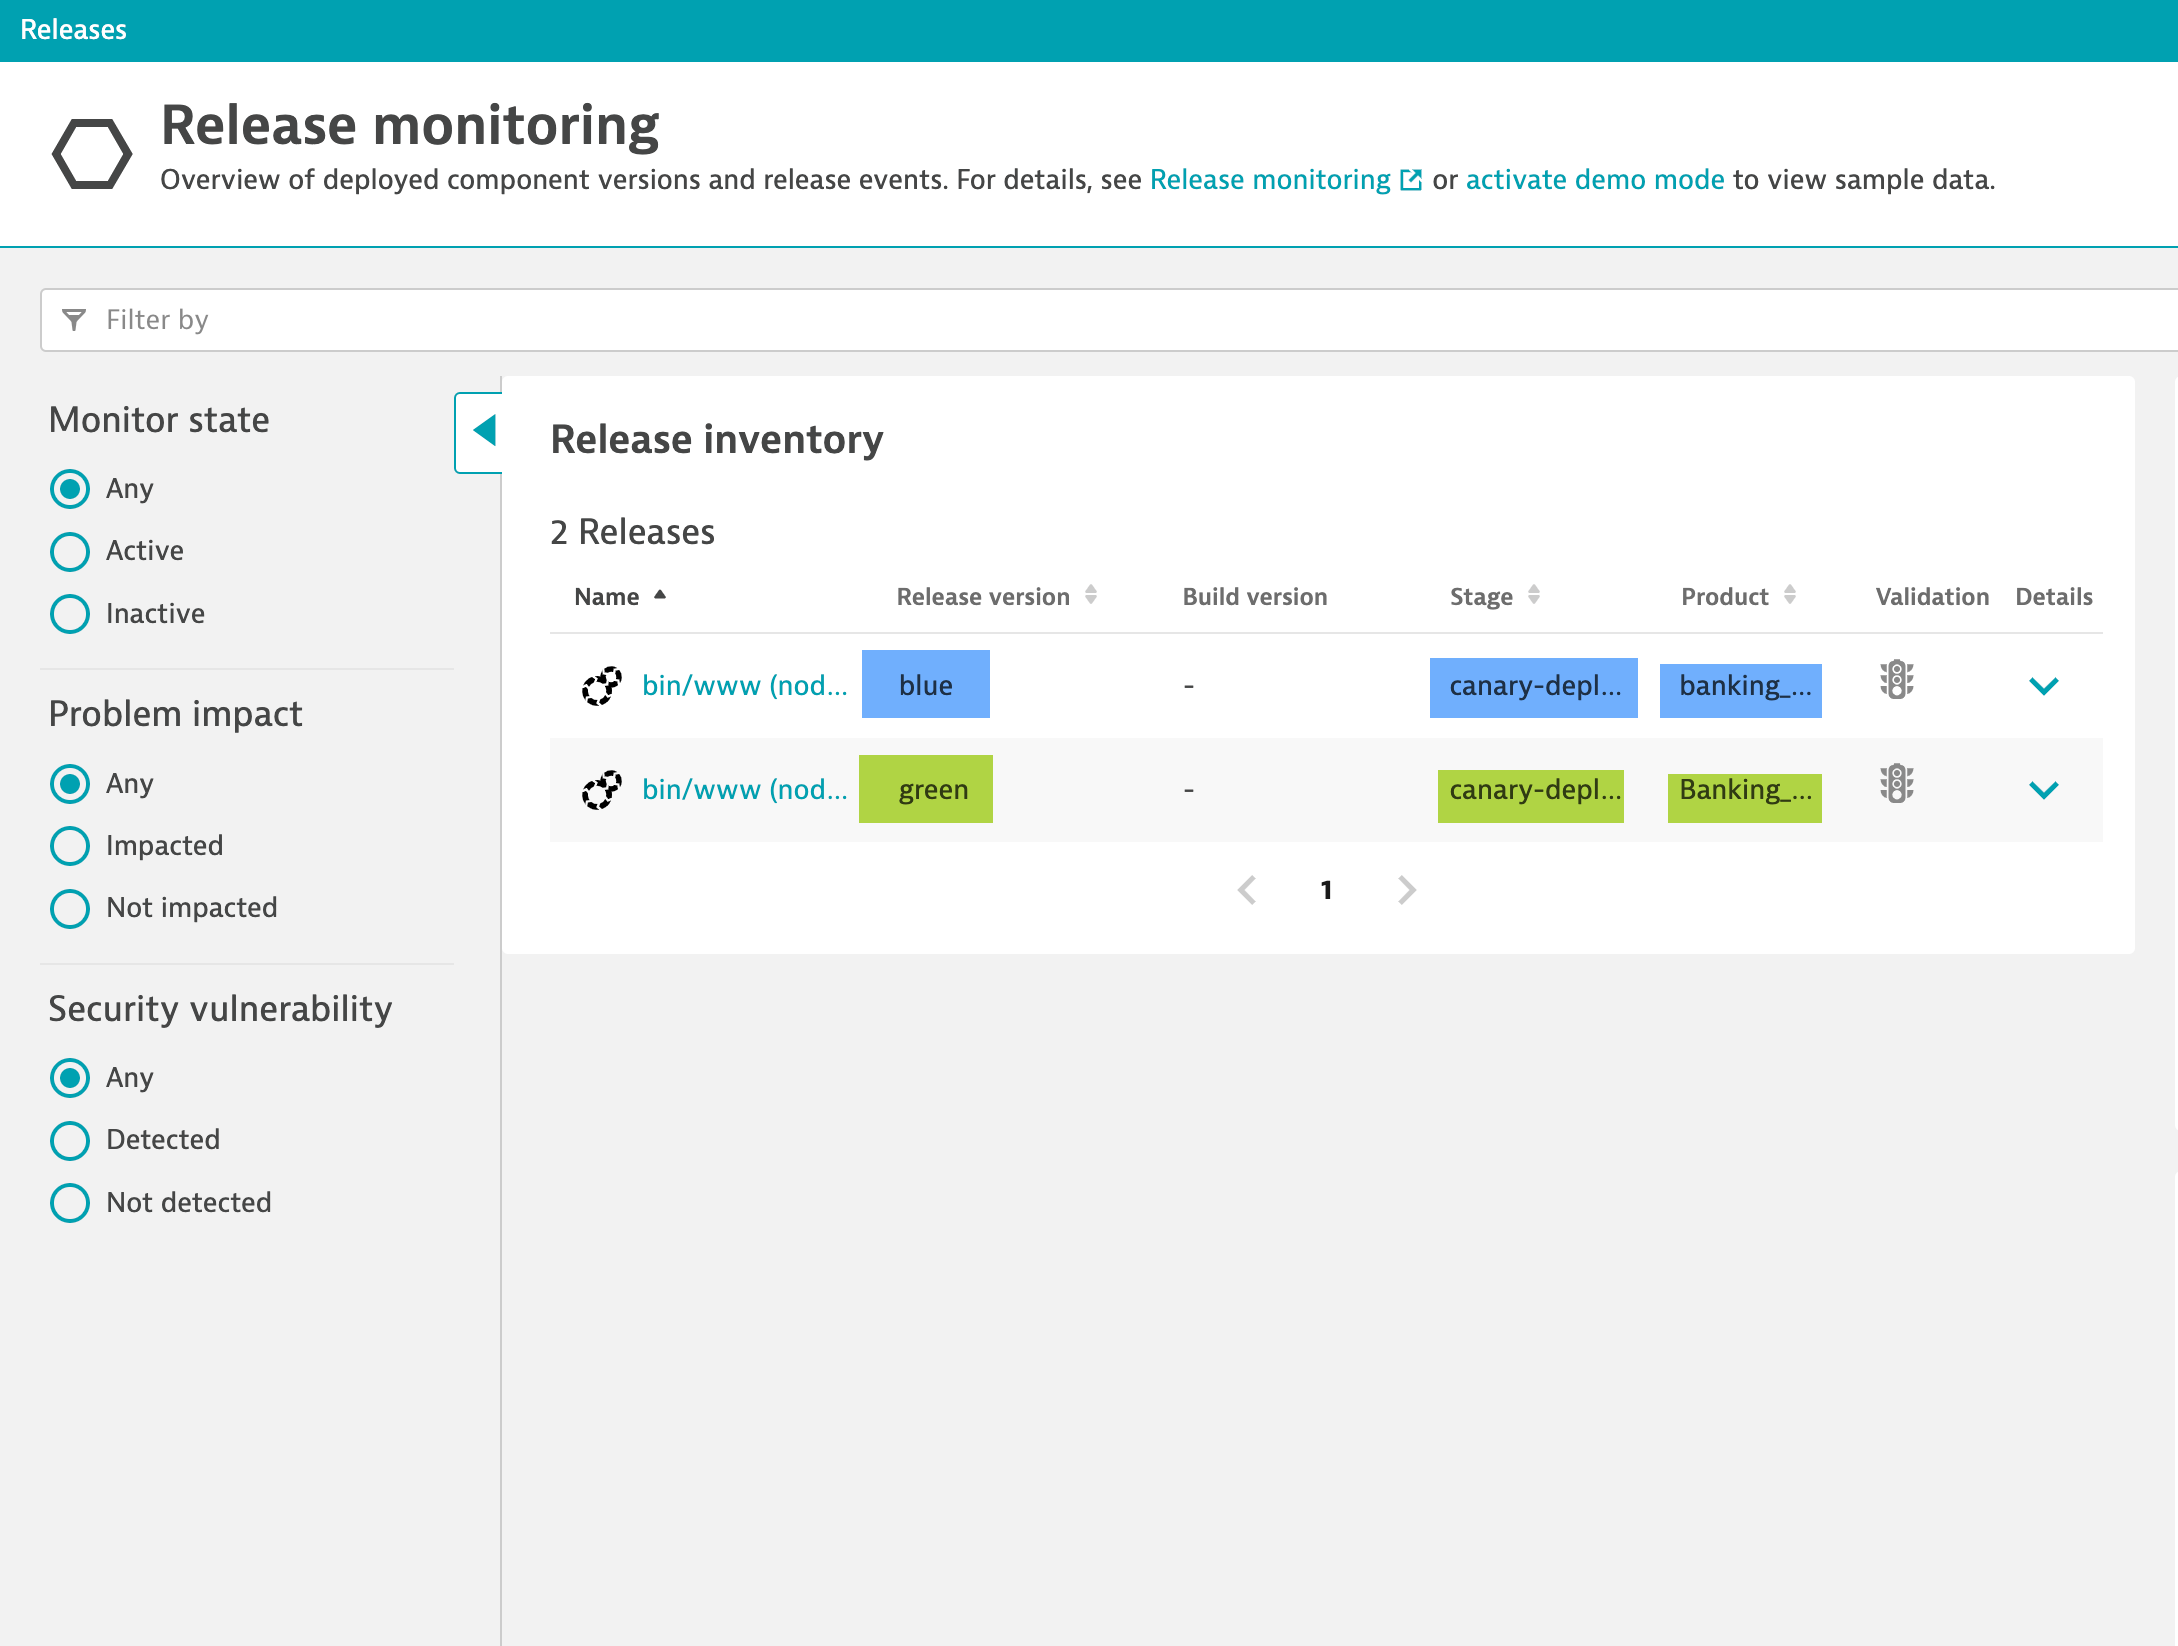 Releases
Release monitoring
Overview of deployed component versions and release events. For details, see Release monitoring or activate demo mode to view sample data.
Filter by
Monitor state
Any
Active
Inactive
Problem impact
Any
Impacted
Not impacted
Security vulnerability
Any
Detected
Not detected
Release inventory
2 Releases
Name Release version Build version Stage Product Validation Details
bin/www (nod... blue - canary-depl... banking_...
bin/www (nod... green - canary-depl... Banking_...
1